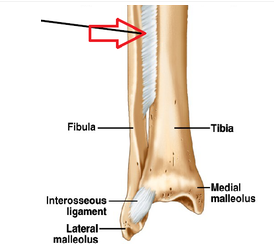 Fibula
Tibia
Medial
malleolus
Interosseous
ligament
Lateral
malleolus